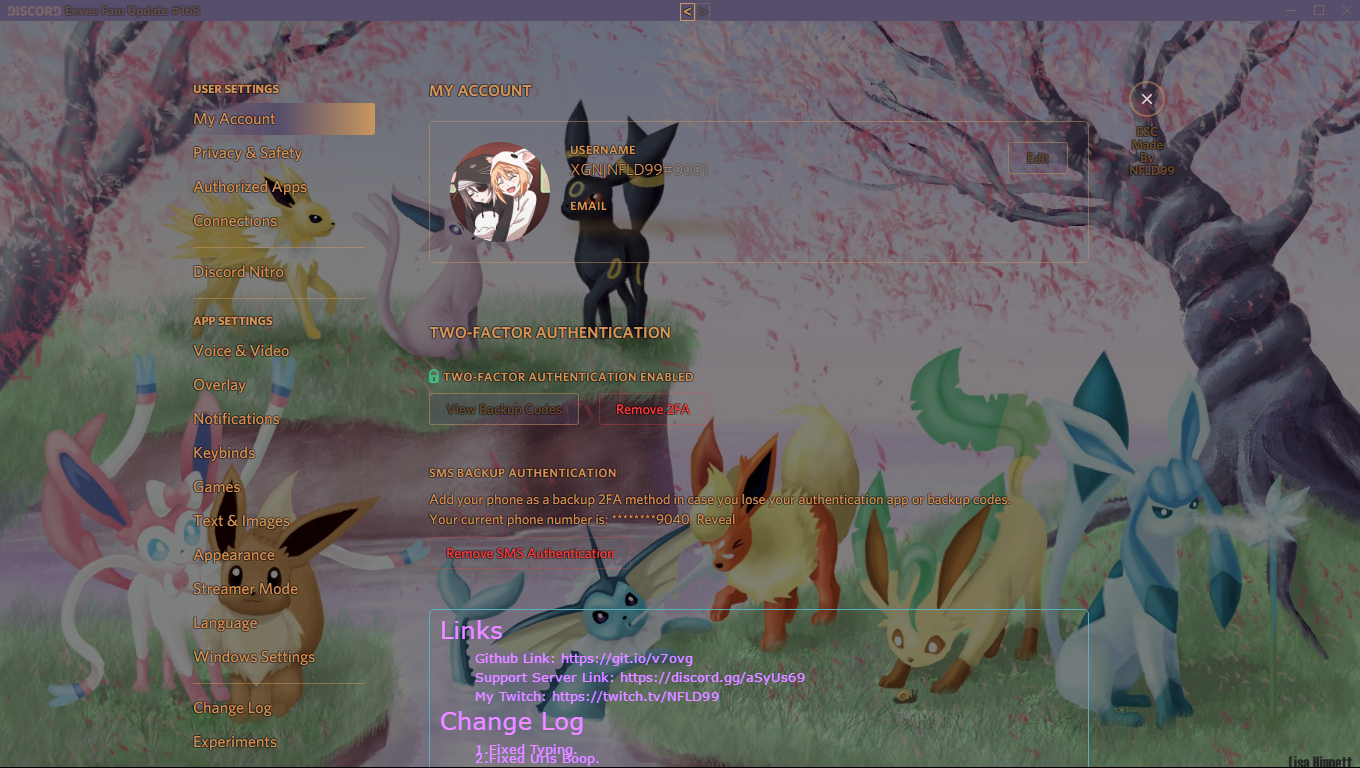 DISCORD Eevee Fam Update #168
< >
USER SETTINGS
My Account
Privacy & Safety
Authorized Apps
Connections
Discord Nitro
APP SETTINGS
Voice & Video
Overlay
Notifications
Keybinds
Games
Text & Images
Appearance
Streamer Mode
Language
Windows Settings
Change Log
Experiments
MY ACCOUNT
USERNAME
XGN|NFLD99#0001
Edit
EMAIL
TWO-FACTOR AUTHENTICATION
TWO-FACTOR AUTHENTICATION ENABLED
View Backup Codes
Remove 2FA
SMS BACKUP AUTHENTICATION
Add your phone as a backup 2FA method in case you lose your authentication app or backup codes.
Your current phone number is: ********9040. Reveal
Remove SMS Authentication
Links
Github Link: https://git.io/v7ovg
Support Server Link: https://discord.gg/aSyUs69
My Twitch: https://twitch.tv/NFLD99
Change Log
1.Fixed Typing.
2.Fixed Urls Boop.
ESC
Made
By
NFLD99
Lisa Hignett